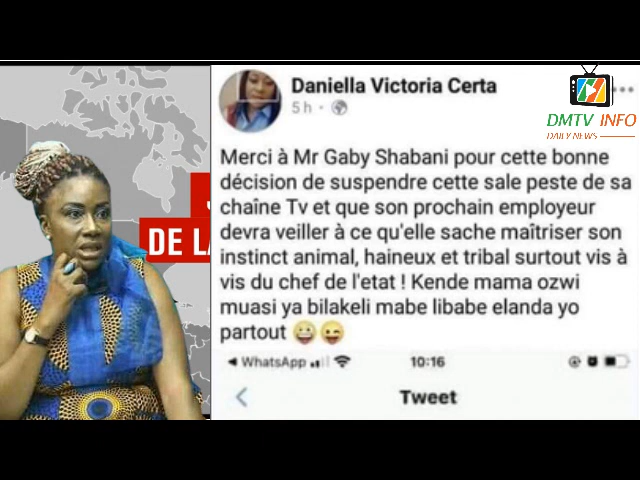 DMTV INFO
DAILY NEWS
Daniella Victoria Certa
5 h
Merci à Mr Gaby Shabani pour cette bonne
décision de suspendre cette sale peste de sa
chaîne Tv et que son prochain employeur
devra veiller à ce qu'elle sache maîtriser son
instinct animal, haineux et tribal surtout vis à
vis du chef de l'etat ! Kende mama ozwi
muasi ya bilakeli mabe libabe elanda yo
partout 😀😜
DE LA
WhatsApp 10:16
Tweet